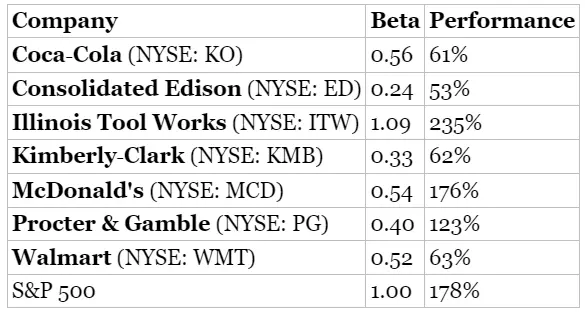 Company Beta Performance
Coca-Cola (NYSE: KO) 0.56 61%
Consolidated Edison (NYSE: ED) 0.24 53%
Illinois Tool Works (NYSE: ITW) 1.09 235%
Kimberly-Clark (NYSE: KMB) 0.33 62%
McDonald's (NYSE: MCD) 0.54 176%
Procter & Gamble (NYSE: PG) 0.40 123%
Walmart (NYSE: WMT) 0.52 63%
S&P 500 1.00 178%